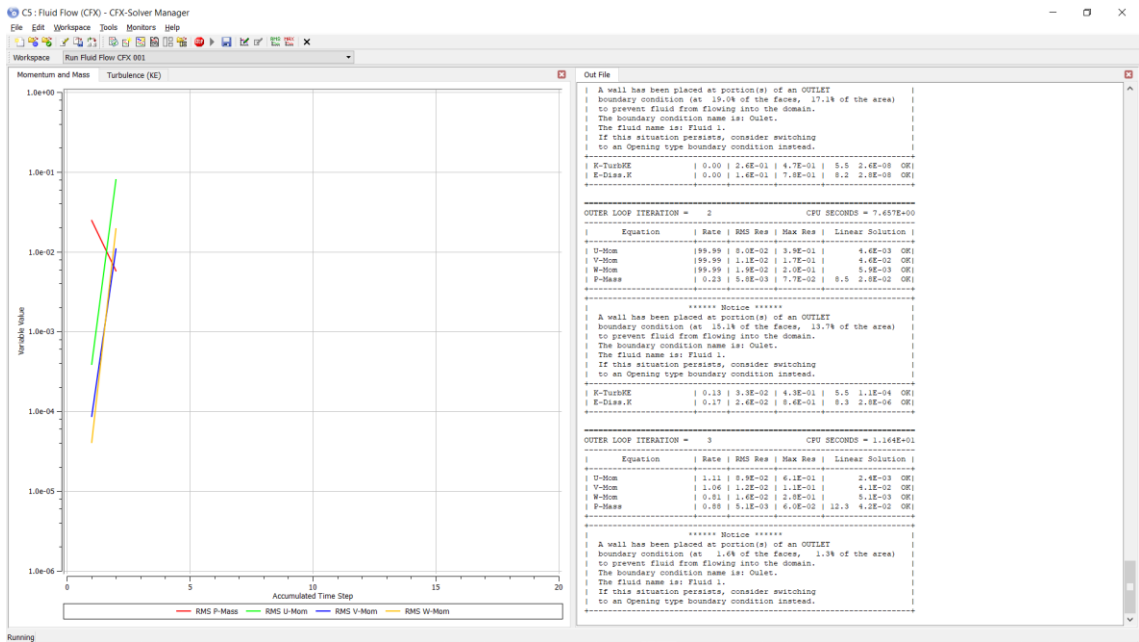 C5 : Fluid Flow (CFX) - CFX-Solver Manager
File Edit Workspace Tools Monitors Help
Workspace Run Fluid Flow CFX 001
Momentum and Mass Turbulence (KE)
1.0e+00
1.0e-01
1.0e-02
1.0e-03
1.0e-04
1.0e-05
1.0e-06
Variable Value
0 5 10 15 20
Accumulated Time Step
RMS P-Mass RMS U-Mom RMS V-Mom RMS W-Mom
Out File
| A wall has been placed at portion(s) of an OUTLET |
| boundary condition (at 19.0% of the faces, 17.1% of the area) |
| to prevent fluid from flowing into the domain. |
| The boundary condition name is: Oulet. |
| The fluid name is: Fluid 1. |
| If this situation persists, consider switching |
| to an Opening type boundary condition instead. |
| K-TurbKE | 0.00 | 2.6E-01 | 4.7E-01 | 5.5 2.6E-08 OK|
| E-Diss.K | 0.00 | 1.6E-01 | 7.8E-01 | 8.2 2.8E-08 OK|
OUTER LOOP ITERATION = 2 CPU SECONDS = 7.657E+00
| Equation | Rate | RMS Res | Max Res | Linear Solution |
| U-Mom |99.99 | 8.0E-02 | 3.9E-01 | 4.6E-03 OK|
| V-Mom |99.99 | 1.1E-02 | 1.7E-01 | 4.6E-02 OK|
| W-Mom |99.99 | 1.9E-02 | 2.0E-01 | 5.9E-03 OK|
| P-Mass | 0.23 | 5.8E-03 | 7.7E-02 | 8.5 2.8E-02 OK|
| ****** Notice ****** |
| A wall has been placed at portion(s) of an OUTLET |
| boundary condition (at 15.1% of the faces, 13.7% of the area) |
| to prevent fluid from flowing into the domain. |
| The boundary condition name is: Oulet. |
| The fluid name is: Fluid 1. |
| If this situation persists, consider switching |
| to an Opening type boundary condition instead. |
| K-TurbKE | 0.13 | 3.3E-02 | 4.3E-01 | 5.5 1.1E-04 OK|
| E-Diss.K | 0.17 | 2.6E-02 | 8.6E-01 | 8.3 2.8E-06 OK|
OUTER LOOP ITERATION = 3 CPU SECONDS = 1.164E+01
| Equation | Rate | RMS Res | Max Res | Linear Solution |
| U-Mom | 1.11 | 8.9E-02 | 6.1E-01 | 2.4E-03 OK|
| V-Mom | 1.06 | 1.2E-02 | 1.1E-01 | 4.1E-02 OK|
| W-Mom | 0.81 | 1.6E-02 | 2.8E-01 | 5.1E-03 OK|
| P-Mass | 0.88 | 5.1E-03 | 6.0E-02 | 12.3 4.2E-02 OK|
| ****** Notice ****** |
| A wall has been placed at portion(s) of an OUTLET |
| boundary condition (at 1.6% of the faces, 1.3% of the area) |
| to prevent fluid from flowing into the domain. |
| The boundary condition name is: Oulet. |
| The fluid name is: Fluid 1. |
| If this situation persists, consider switching |
| to an Opening type boundary condition instead. |
Running